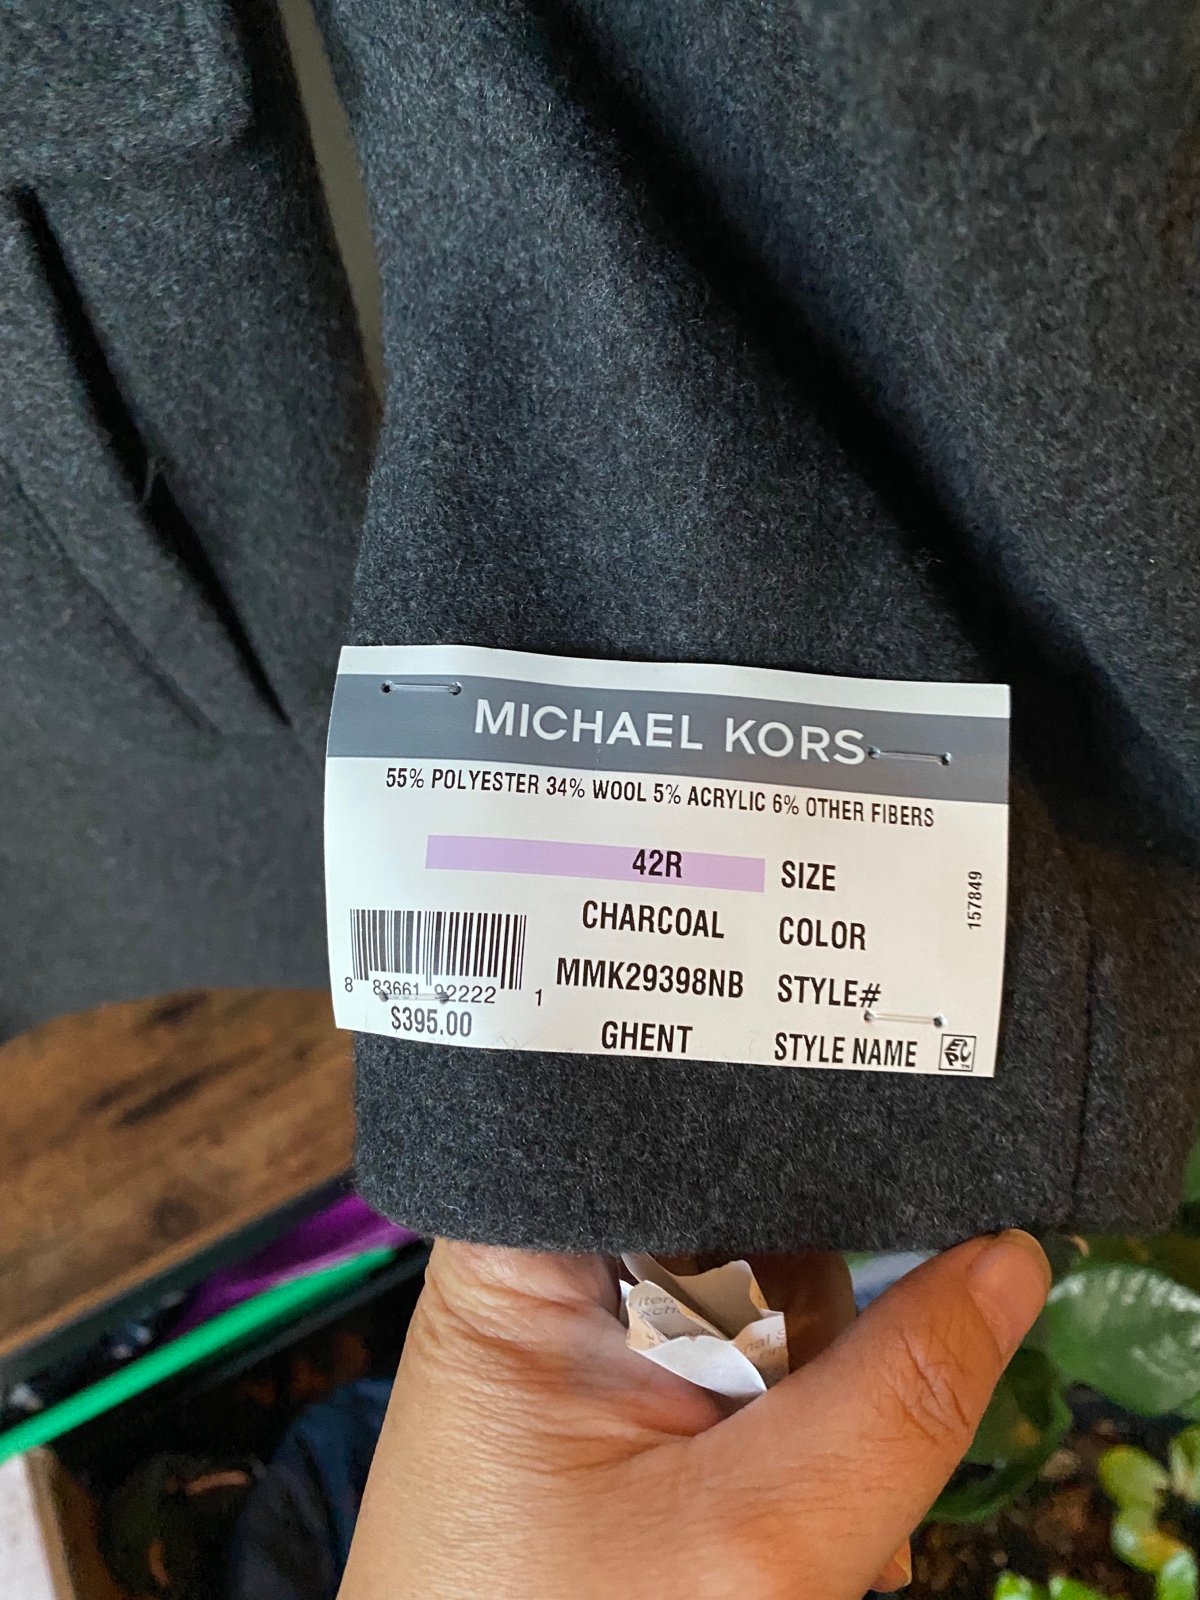 MICHAEL KORS
55% POLYESTER 34% WOOL 5% ACRYLIC 6% OTHER FIBERS
42R SIZE
157849
CHARCOAL COLOR
MMK29398NB STYLE#
8 83661 92222 1
$395.00
GHENT STYLE NAME